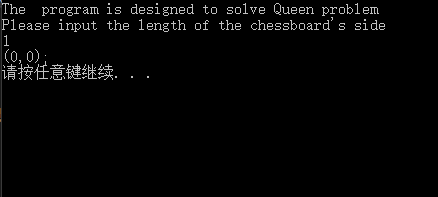 The  program is designed to solve Queen problem
Please input the length of the chessboard's side
1
(0,0);
请按任意键继续. . .